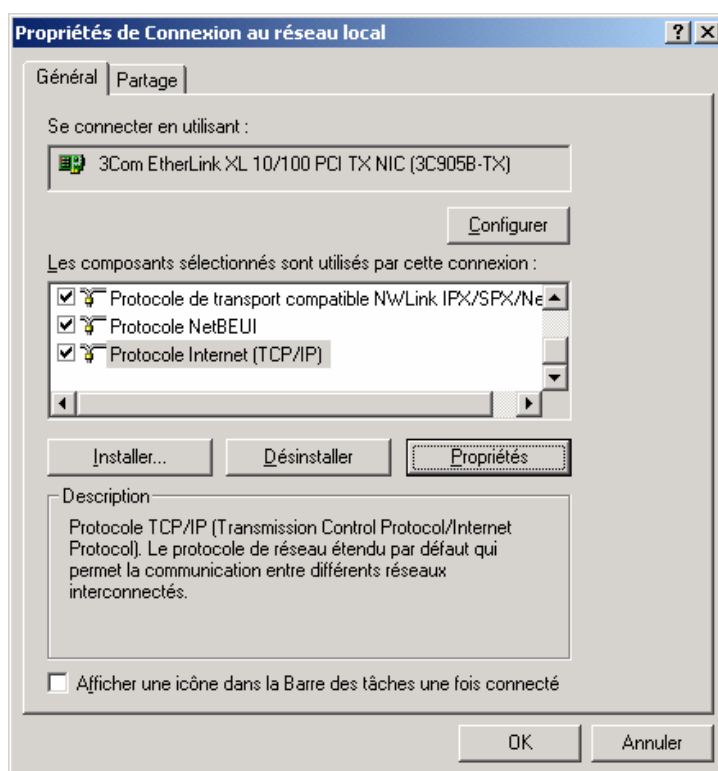 Propriétés de Connexion au réseau local
Général Partage
Se connecter en utilisant :
3Com EtherLink XL 10/100 PCI TX NIC (3C905B-TX)
Configurer
Les composants sélectionnés sont utilisés par cette connexion :
Protocole de transport compatible NWLink IPX/SPX/Ne
Protocole NetBEUI
Protocole Internet (TCP/IP)
Installer... Désinstaller Propriétés
Description
Protocole TCP/IP (Transmission Control Protocol/Internet
Protocol). Le protocole de réseau étendu par défaut qui
permet la communication entre différents réseaux
interconnectés.
Afficher une icône dans la Barre des tâches une fois connecté
OK Annuler